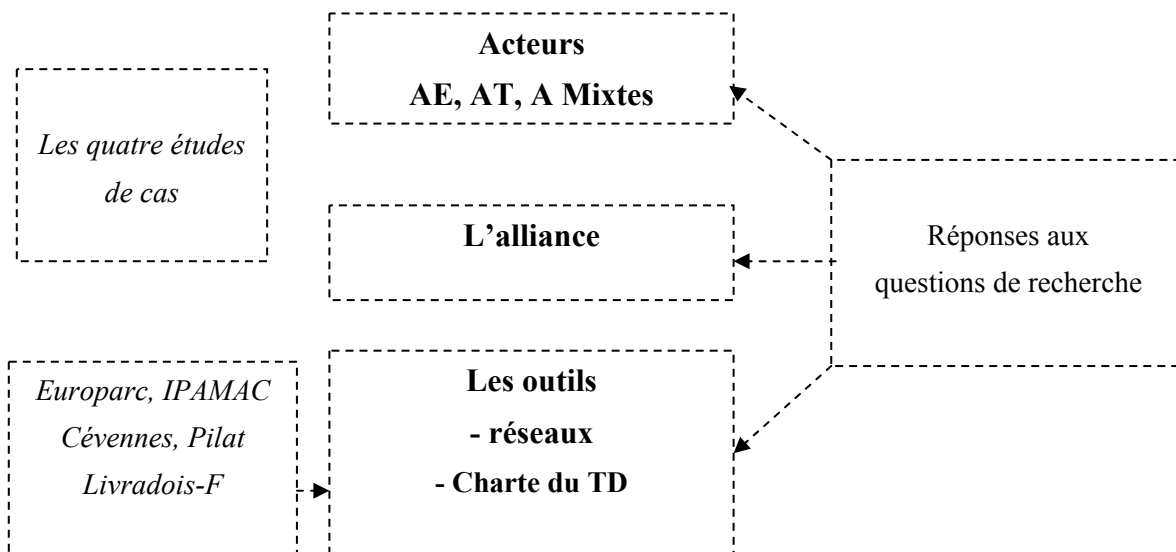 Acteurs
AE, AT, A Mixtes
Les quatre études
de cas
L’alliance
Réponses aux
questions de recherche
Europarc, IPAMAC
Cévennes, Pilat
Livradois-F
Les outils
- réseaux
- Charte du TD